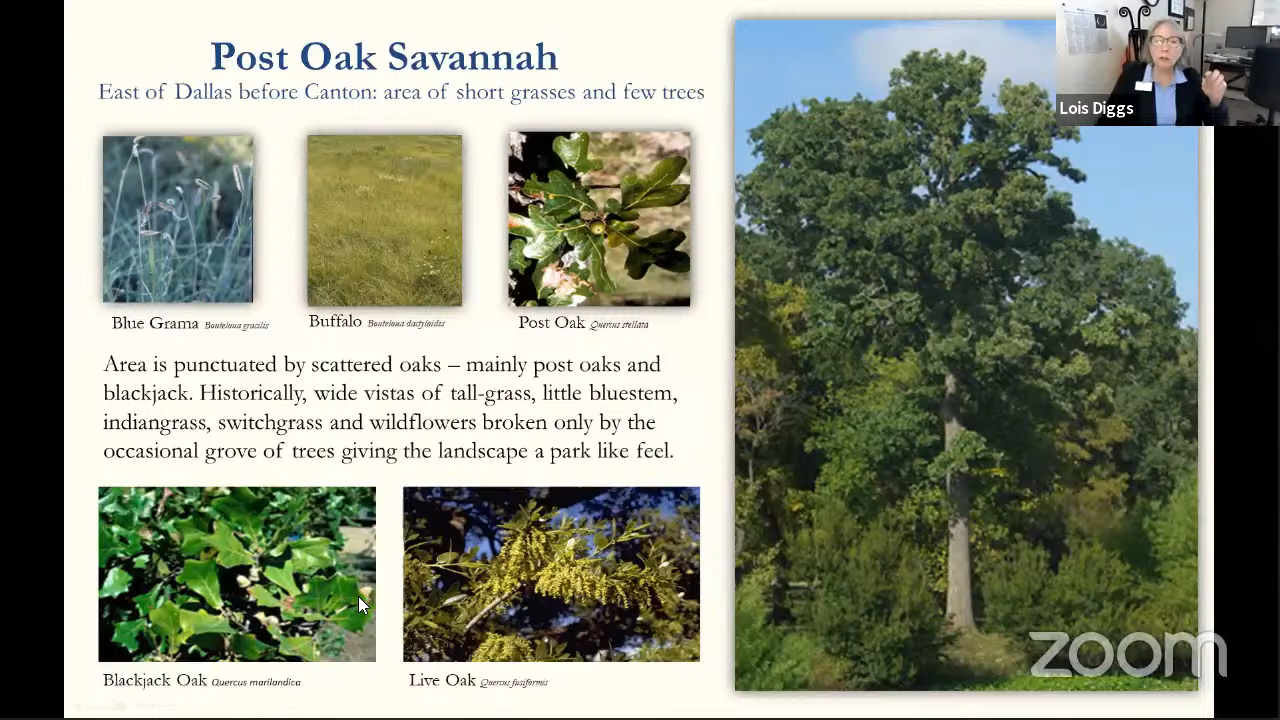 Post Oak Savannah
East of Dallas before Canton: area of short grasses and few trees
Lois Diggs
Blue Grama Bouteloua gracilis
Buffalo Bouteloua dactyloides
Post Oak Quercus stellata
Area is punctuated by scattered oaks – mainly post oaks and
blackjack. Historically, wide vistas of tall-grass, little bluestem,
indiangrass, switchgrass and wildflowers broken only by the
occasional grove of trees giving the landscape a park like feel.
Blackjack Oak Quercus marilandica
Live Oak Quercus fusiformis
zoom